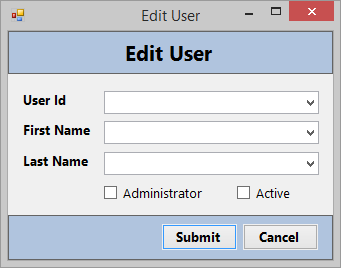 Edit User
Edit User
User Id
First Name
Last Name
Administrator Active
Submit Cancel